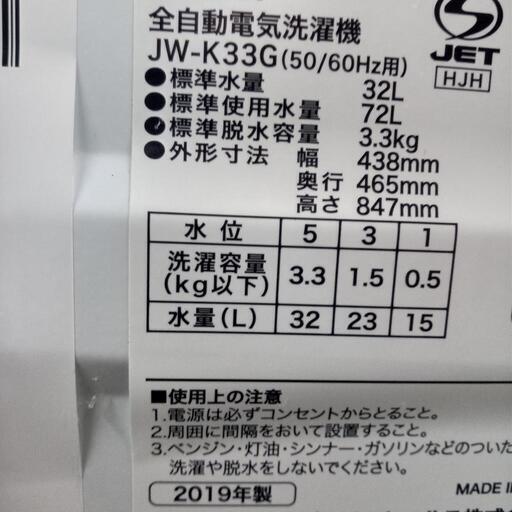 全自動電気洗濯機
JW-K33G(50/60Hz用)
JET
HJH
●標準水量 32L
●標準使用水量 72L
●標準脱水容量 3.3kg
●外形寸法 幅 438mm
奥行 465mm
高さ 847mm
水位 5 3 1
洗濯容量(kg以下) 3.3 1.5 0.5
水量(L) 32 23 15
■使用上の注意
1.電源は必ずコンセントからとること。
2.周囲に間隔をおいて設置すること。
3.ベンジン・灯油・シンナー・ガソリンなどのついた
洗濯や脱水をしないでください。
2019年製
MADE I